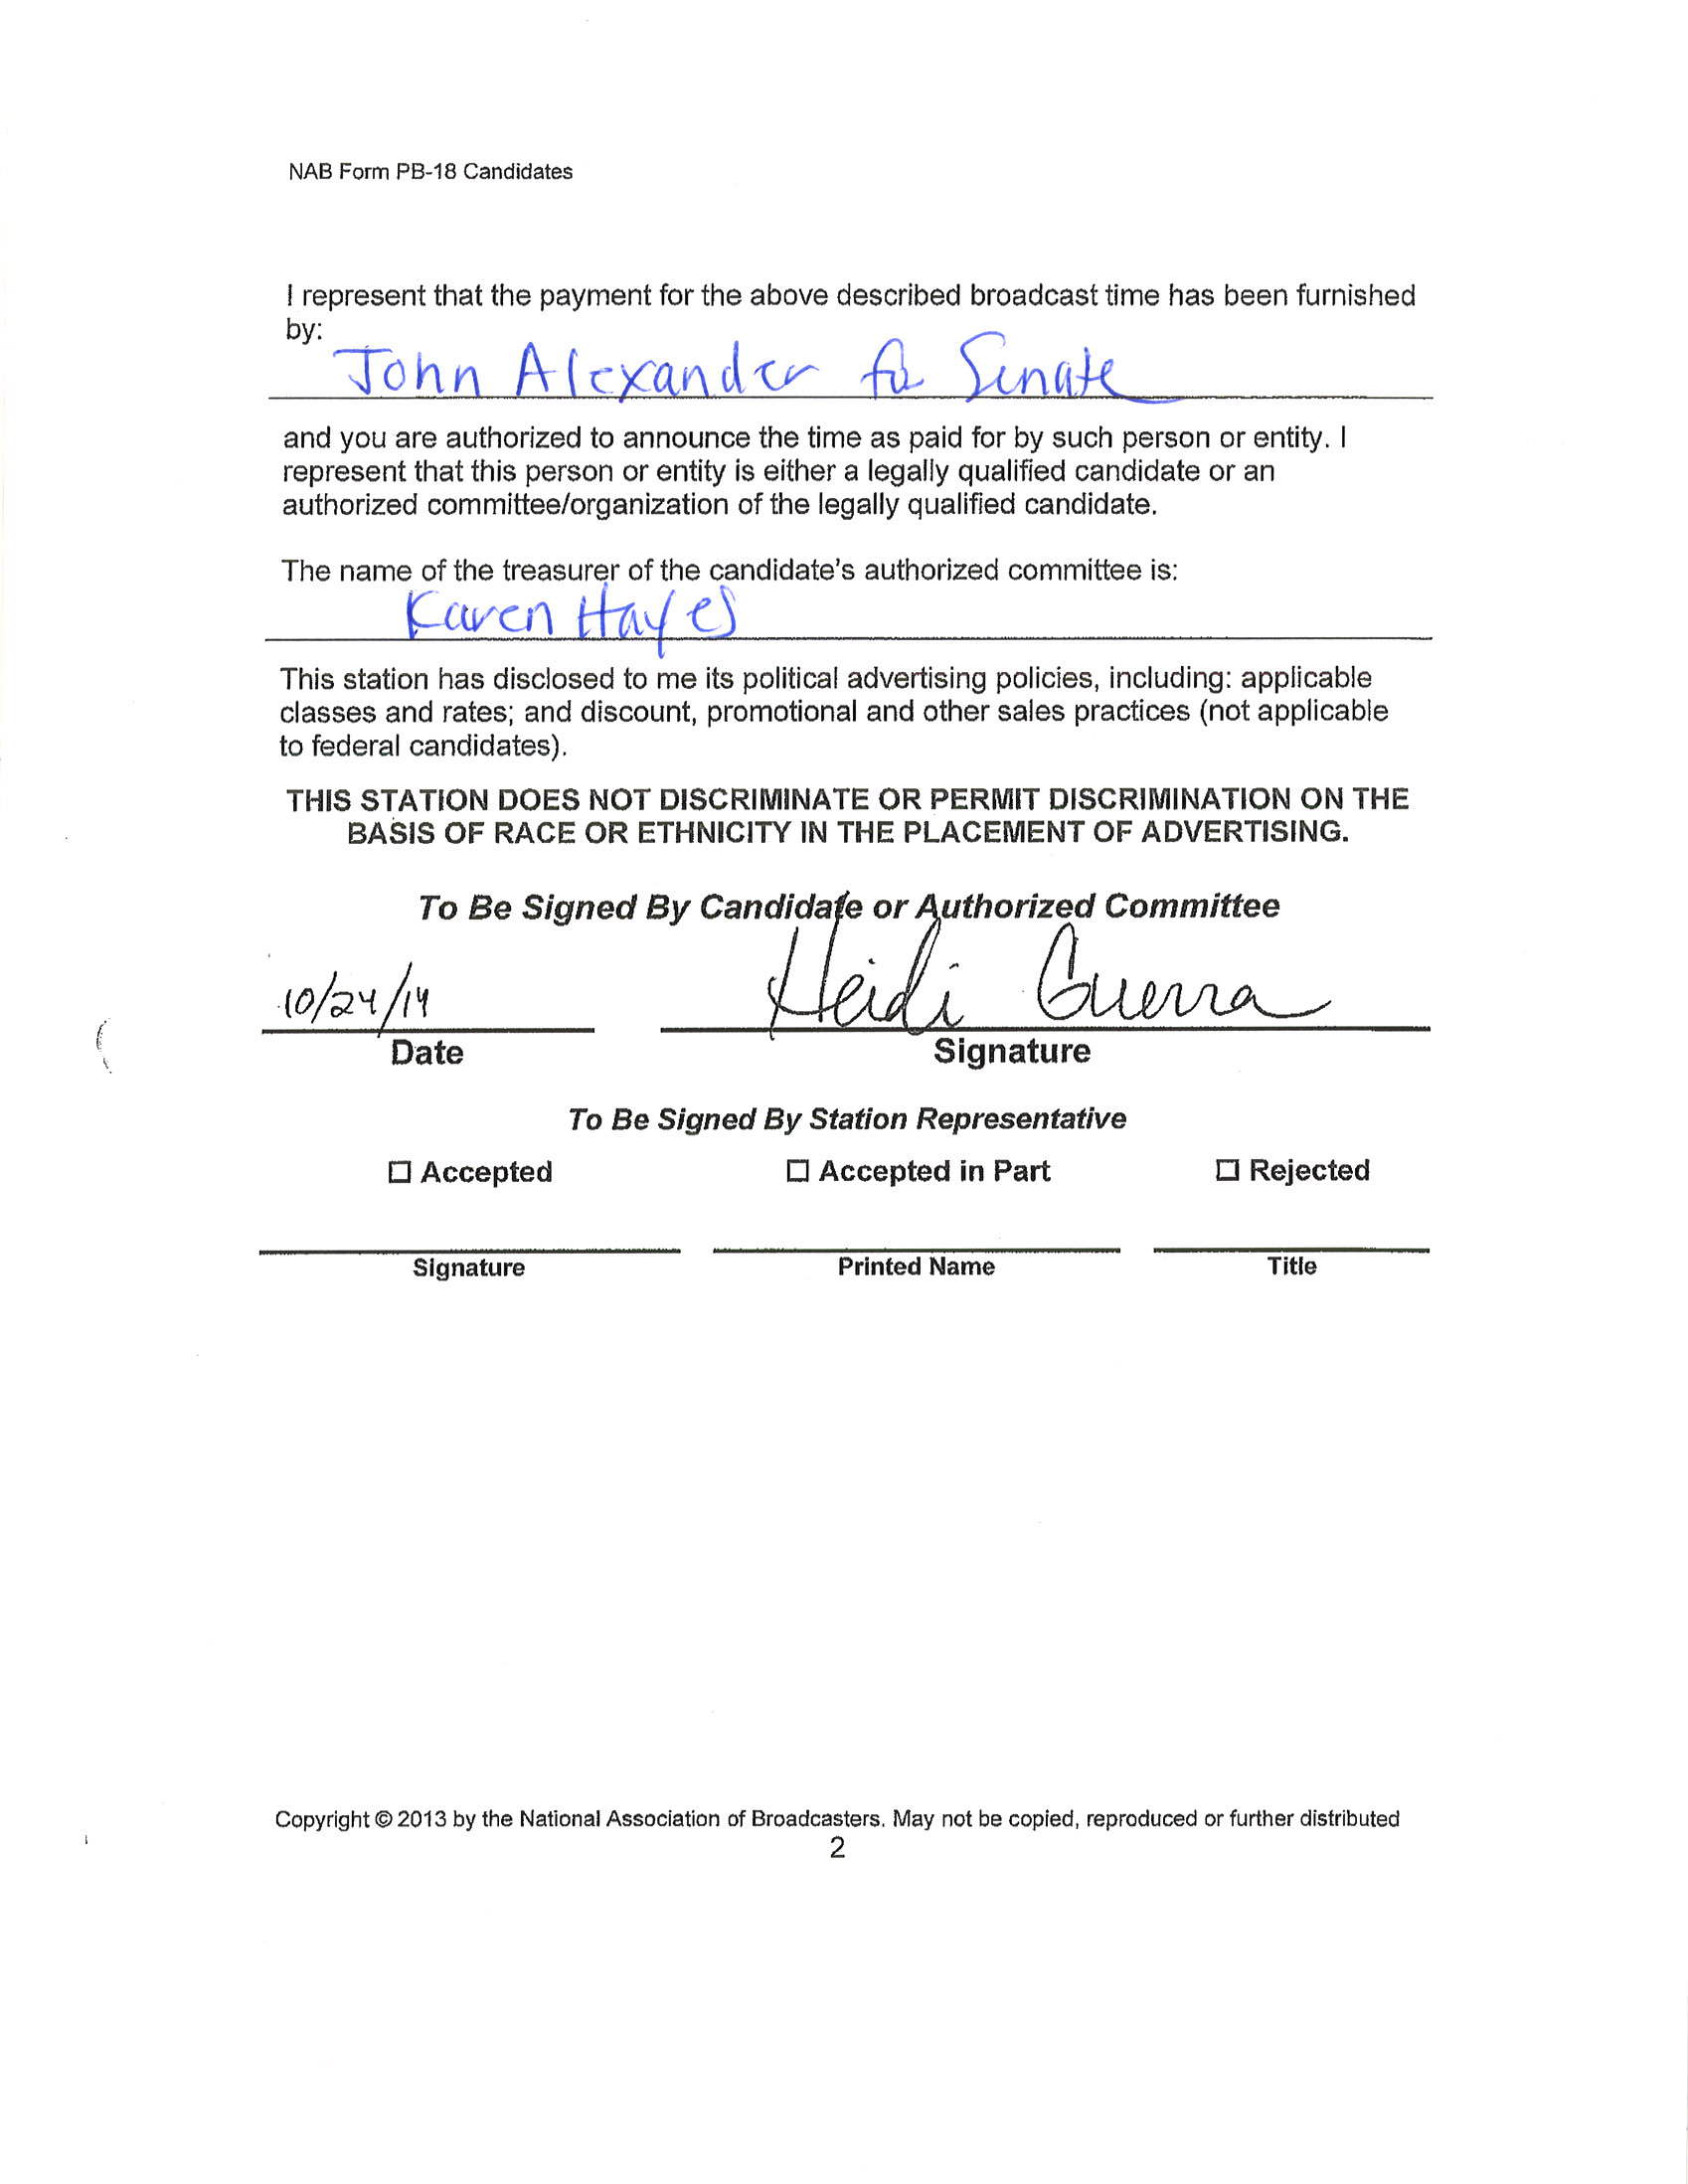 NAB Form PB-18 Candidates
I represent that the payment for the above described broadcast time has been furnished
by:
John Alexander for Senate
and you are authorized to announce the time as paid for by such person or entity. I
represent that this person or entity is either a legally qualified candidate or an
authorized committee/organization of the legally qualified candidate.
The name of the treasurer of the candidate's authorized committee is:
Karen Hayes
This station has disclosed to me its political advertising policies, including: applicable
classes and rates; and discount, promotional and other sales practices (not applicable
to federal candidates).
THIS STATION DOES NOT DISCRIMINATE OR PERMIT DISCRIMINATION ON THE
BASIS OF RACE OR ETHNICITY IN THE PLACEMENT OF ADVERTISING.
To Be Signed By Candidate or Authorized Committee
10/24/14 Heidi Guerra
Date Signature
To Be Signed By Station Representative
☐ Accepted ☐ Accepted in Part ☐ Rejected
Signature Printed Name Title
Copyright © 2013 by the National Association of Broadcasters. May not be copied, reproduced or further distributed
2